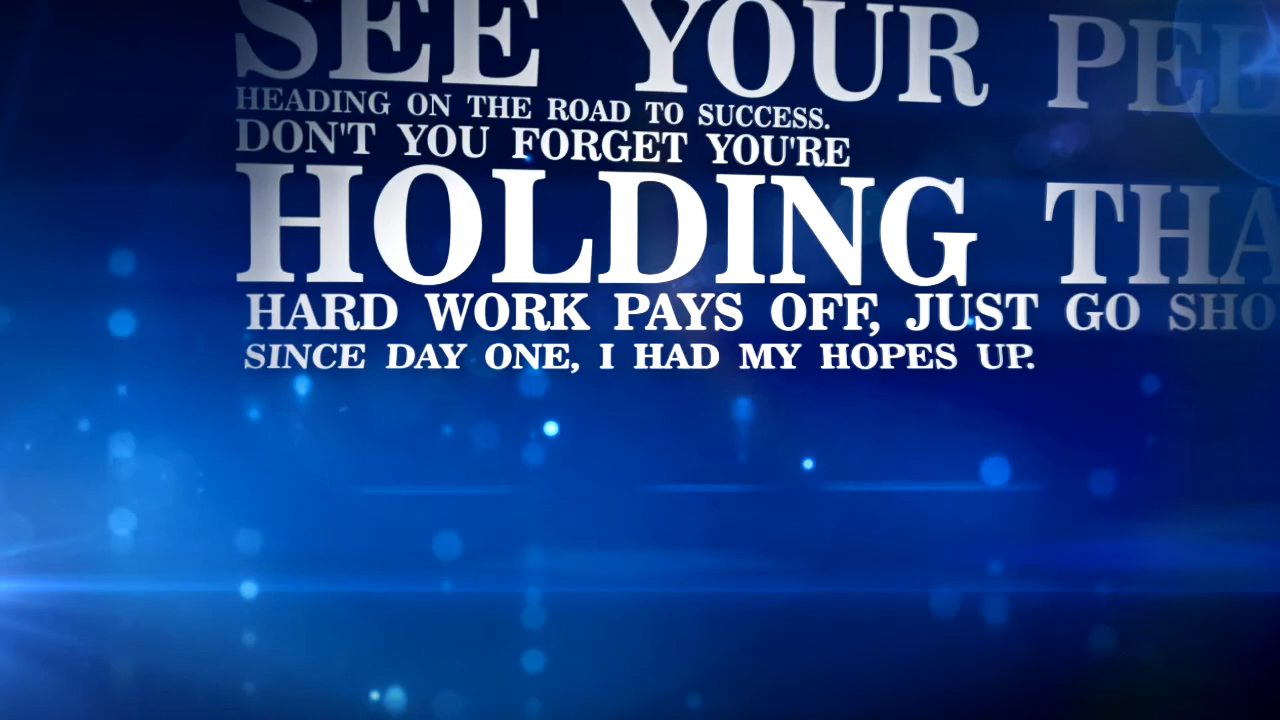 SEE YOUR
HEADING ON THE ROAD TO SUCCESS.
DON'T YOU FORGET YOU'RE
HOLDING
HARD WORK PAYS OFF, JUST GO
SINCE DAY ONE, I HAD MY HOPES UP.